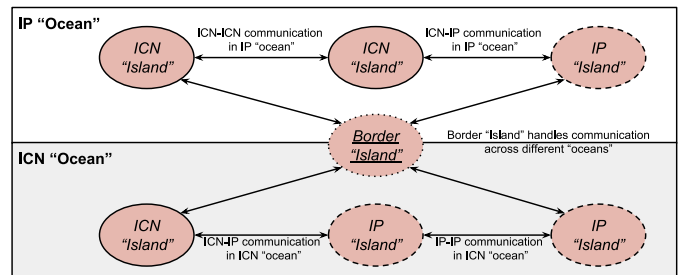 IP “Ocean”
ICN
“Island”
ICN-ICN communication
in IP “ocean”
ICN
“Island”
ICN-IP communication
in IP “ocean”
IP
“Island”
Border
“Island”
Border “Island” handles communication
across different “oceans”
ICN “Ocean”
ICN
“Island”
ICN-IP communication
in ICN “ocean”
IP
“Island”
IP-IP communication
in ICN “ocean”
IP
“Island”